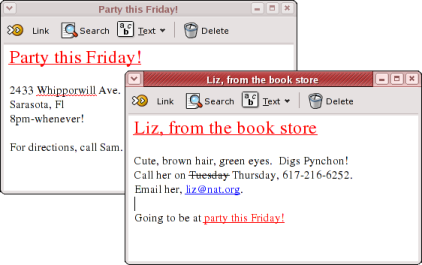 Party this Friday!
Link Search Text Delete
Party this Friday!
2433 Whipporwill Ave.
Sarasota, Fl
8pm-whenever!
For directions, call Sam.
Liz, from the book store
Link Search Text Delete
Liz, from the book store
Cute, brown hair, green eyes. Digs Pynchon!
Call her on Tuesday Thursday, 617-216-6252.
Email her, liz@nat.org.
Going to be at party this Friday!